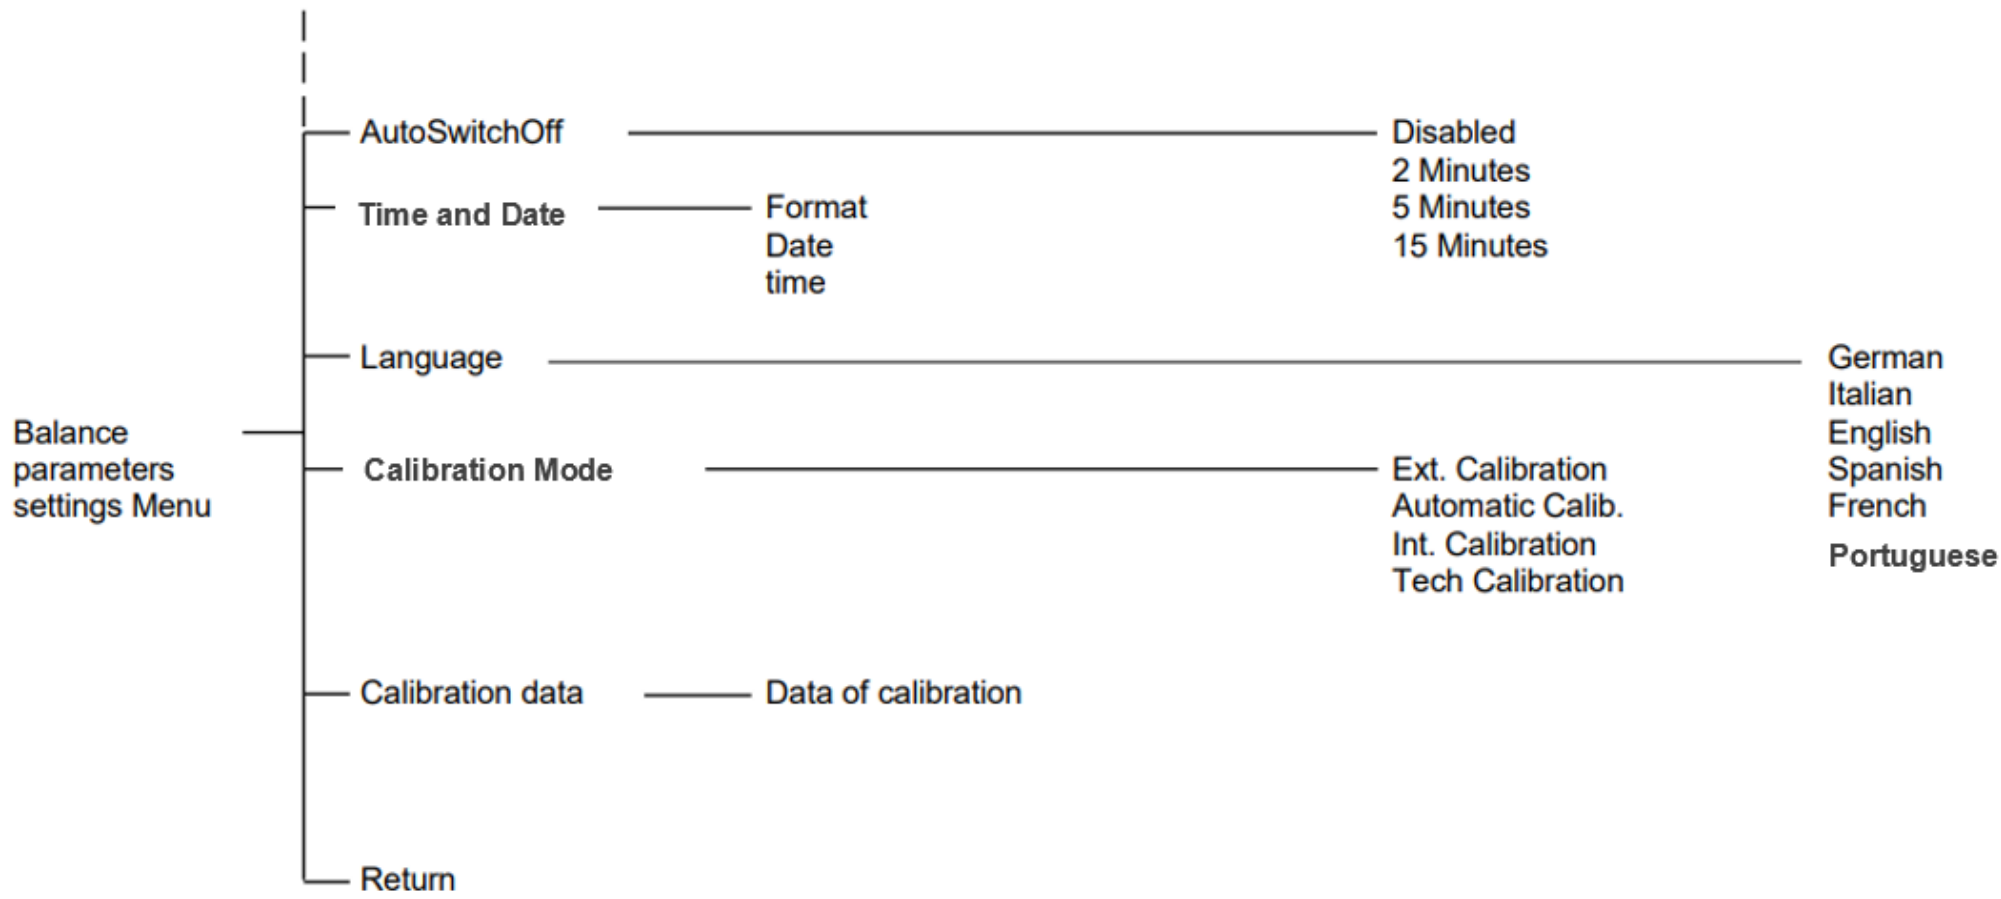 AutoSwitchOff
Disabled
2 Minutes
5 Minutes
15 Minutes
Time and Date
Format
Date
time
Language
German
Italian
English
Spanish
French
Portuguese
Balance
parameters
settings Menu
Calibration Mode
Ext. Calibration
Automatic Calib.
Int. Calibration
Tech Calibration
Calibration data
Data of calibration
Return